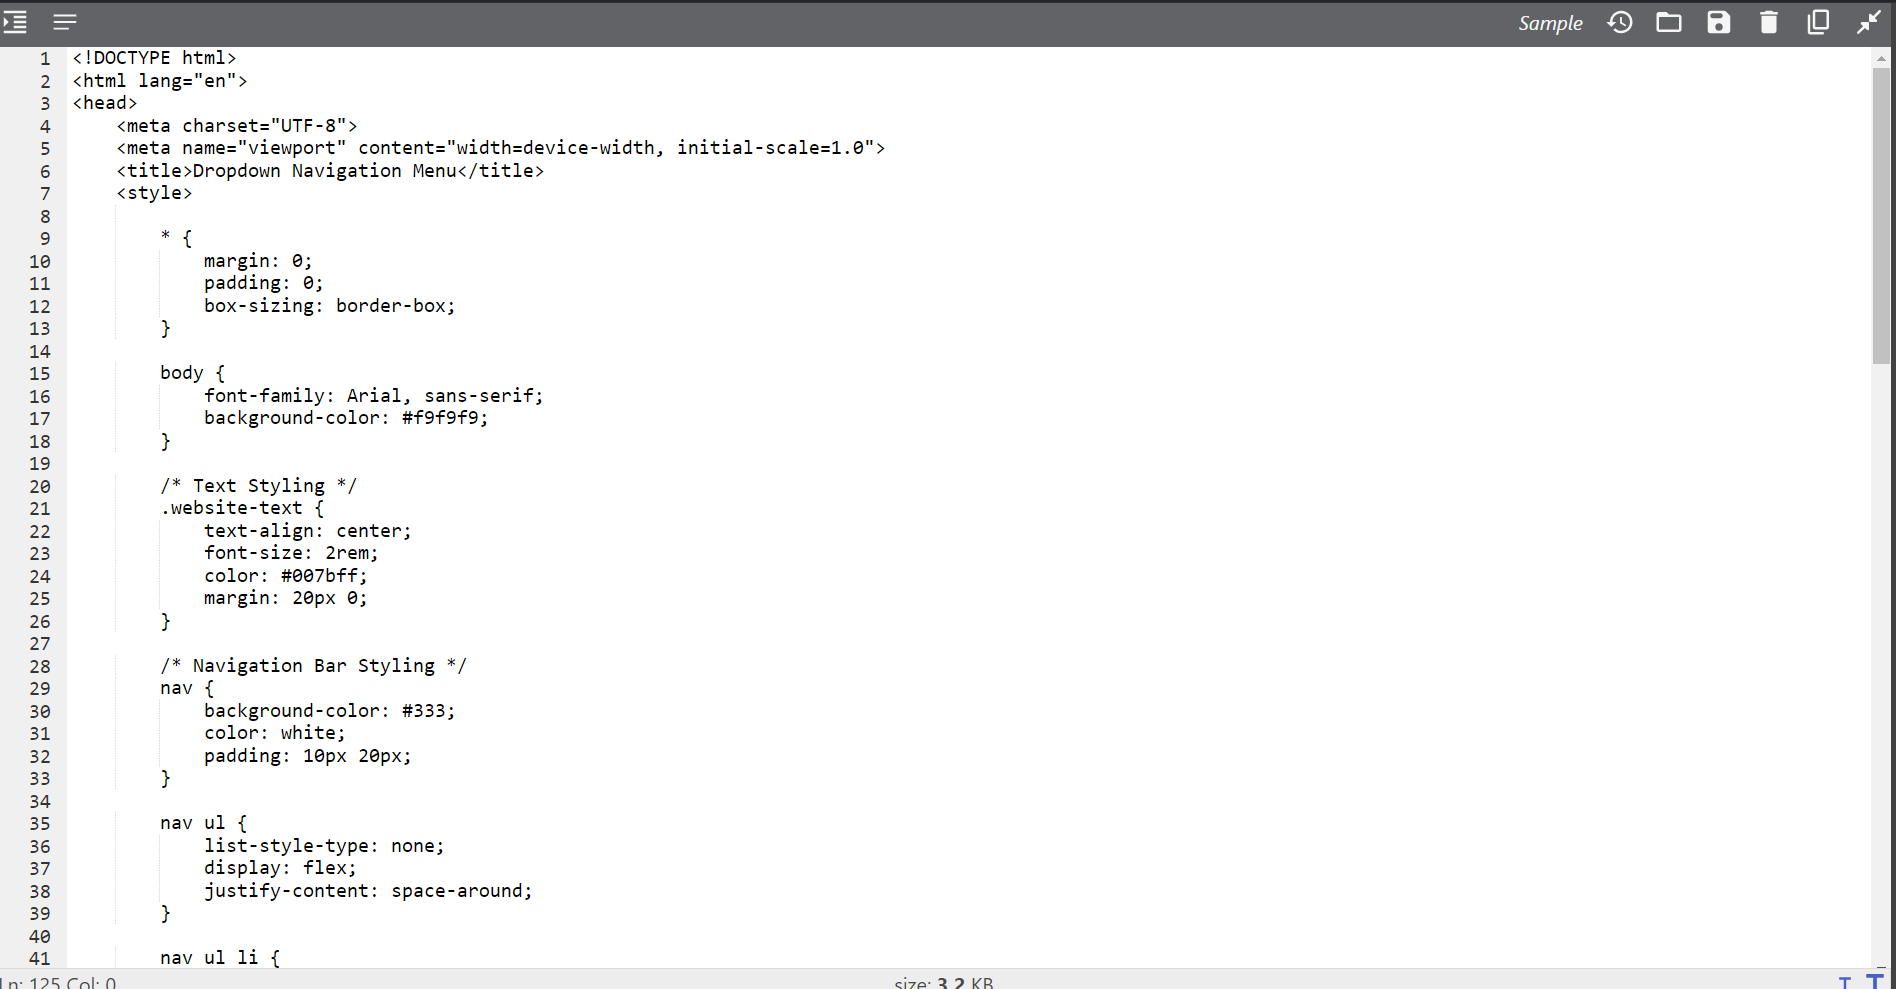 Sample
1 <!DOCTYPE html>
2 <html lang="en">
3 <head>
4     <meta charset="UTF-8">
5     <meta name="viewport" content="width=device-width, initial-scale=1.0">
6     <title>Dropdown Navigation Menu</title>
7     <style>
8
9         * {
10             margin: 0;
11             padding: 0;
12             box-sizing: border-box;
13         }
14
15         body {
16             font-family: Arial, sans-serif;
17             background-color: #f9f9f9;
18         }
19
20         /* Text Styling */
21         .website-text {
22             text-align: center;
23             font-size: 2rem;
24             color: #007bff;
25             margin: 20px 0;
26         }
27
28         /* Navigation Bar Styling */
29         nav {
30             background-color: #333;
31             color: white;
32             padding: 10px 20px;
33         }
34
35         nav ul {
36             list-style-type: none;
37             display: flex;
38             justify-content: space-around;
39         }
40
41         nav ul li {
Ln: 125 Col: 0 size: 3.2 KB T T